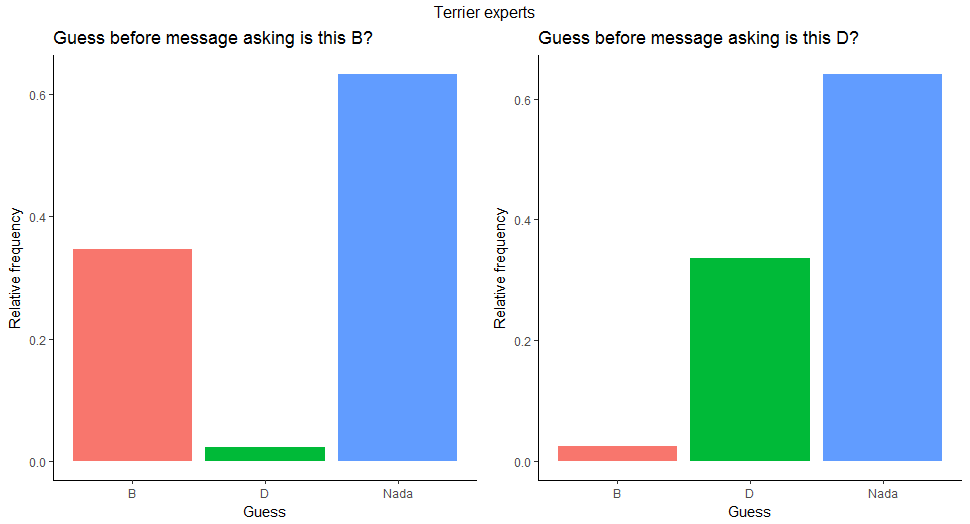 Terrier experts
Guess before message asking is this B?
Relative frequency
0.6
0.4
0.2
0.0
B D Nada
Guess
Guess before message asking is this D?
Relative frequency
0.6
0.4
0.2
0.0
B D Nada
Guess